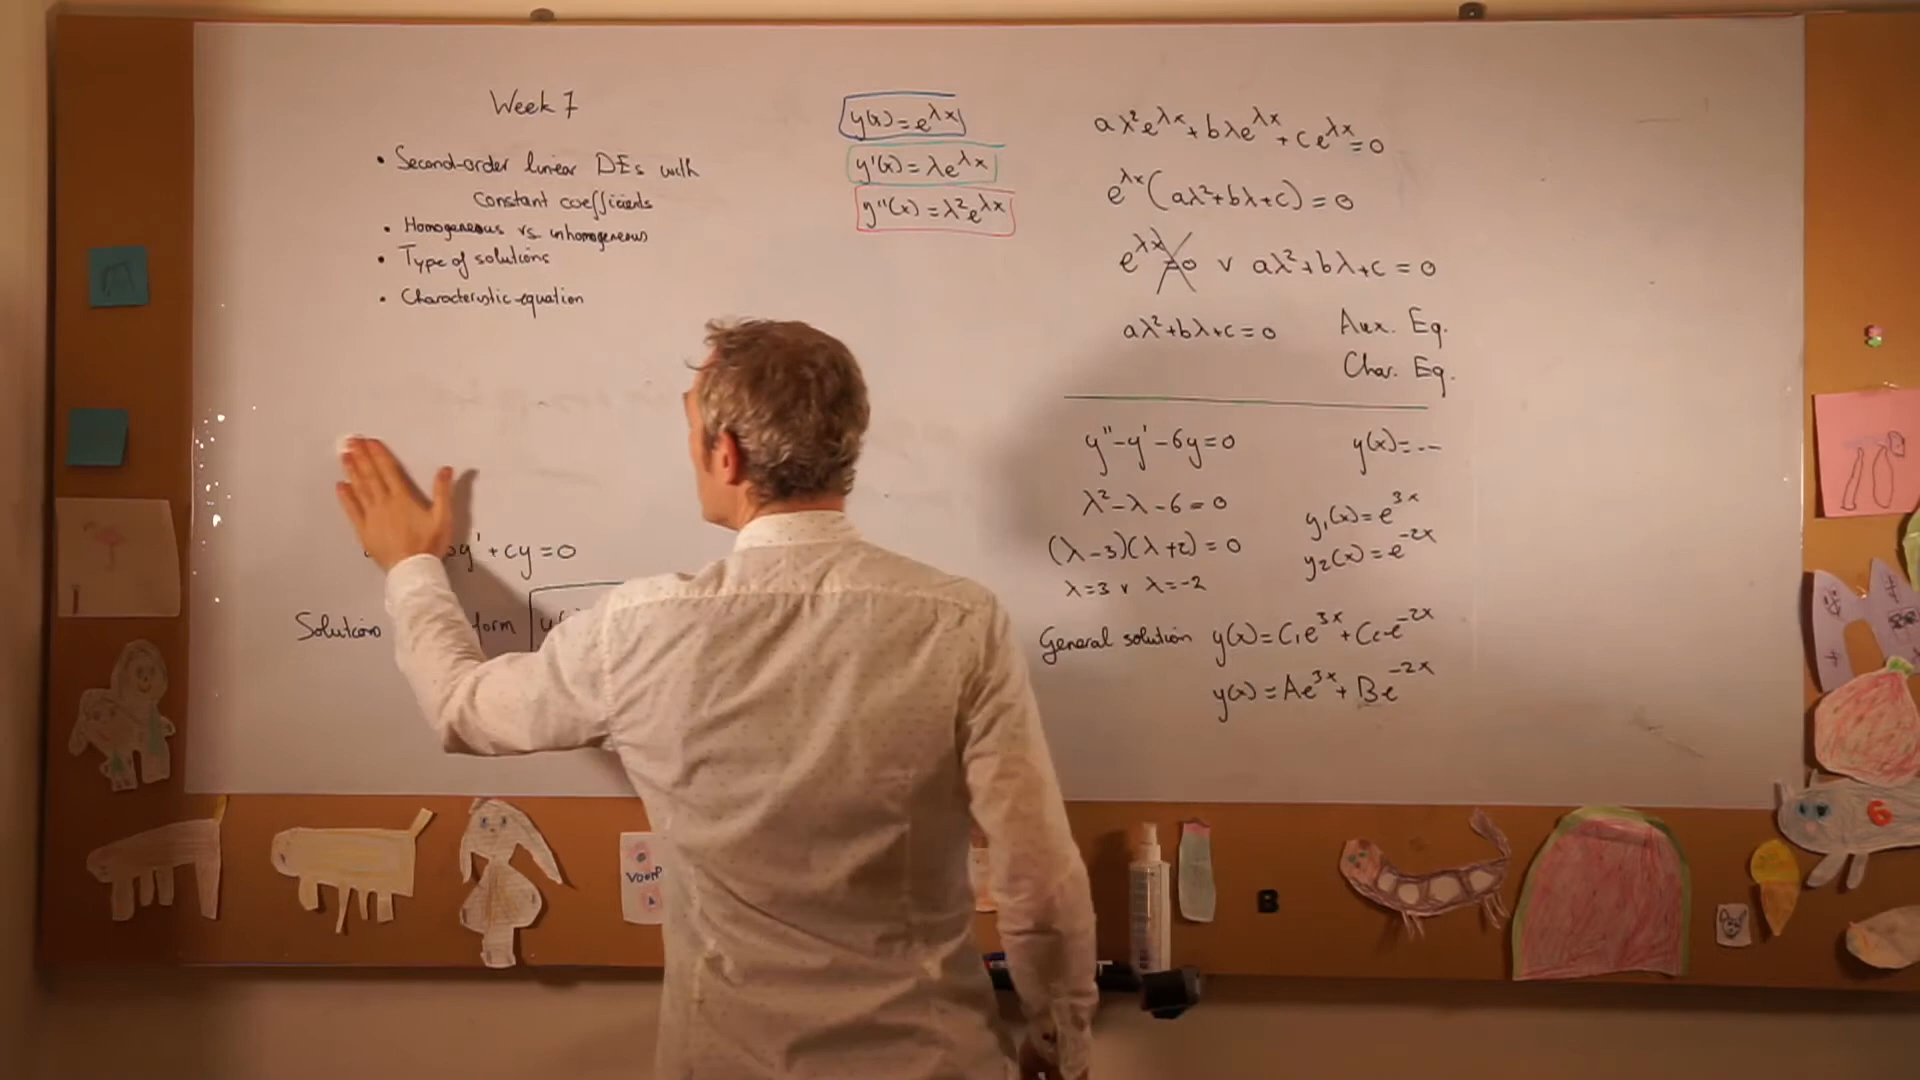 Week 7
• Second-order linear DEs with
constant coefficients
• Homogeneous vs inhomogeneous
• Type of solutions
• Characteristic equation
y' + cy = 0
Solutions form
y(x) = e^λx
y'(x) = λe^λx
y''(x) = λ²e^λx
aλ²e^λx + bλe^λx + ce^λx = 0
e^λx (aλ² + bλ + c) = 0
e^λx = 0 v aλ² + bλ + c = 0
aλ² + bλ + c = 0 Aux. Eq.
Char. Eq.
y'' - y' - 6y = 0 y(x) = ...
λ² - λ - 6 = 0
(λ - 3)(λ + 2) = 0
λ = 3 v λ = -2
y₁(x) = e^3x
y₂(x) = e^-2x
General solution y(x) = C₁e^3x + C₂e^-2x
y(x) = Ae^3x + Be^-2x
VOORP
B
6